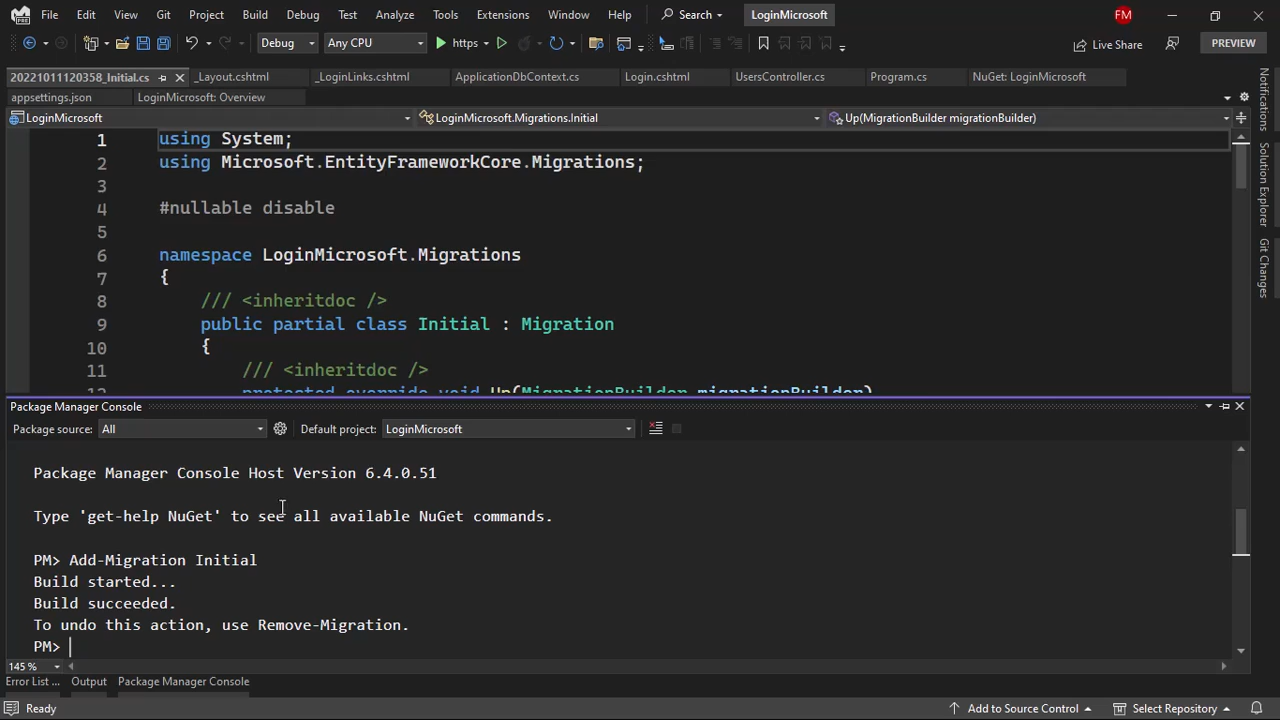 File Edit View Git Project Build Debug Test Analyze Tools Extensions Window Help Search LoginMicrosoft FM
Debug Any CPU https Live Share PREVIEW
20221011120358_Initial.cs _Layout.cshtml _LoginLinks.cshtml ApplicationDbContext.cs Login.cshtml UsersController.cs Program.cs NuGet: LoginMicrosoft
appsettings.json LoginMicrosoft: Overview
LoginMicrosoft LoginMicrosoft.Migrations.Initial Up(MigrationBuilder migrationBuilder)
1 using System;
2 using Microsoft.EntityFrameworkCore.Migrations;
3
4 #nullable disable
5
6 namespace LoginMicrosoft.Migrations
7 {
8 /// <inheritdoc />
9 public partial class Initial : Migration
10 {
11 /// <inheritdoc />
12 protected override void Up(MigrationBuilder migrationBuilder)
Notifications
Solution Explorer
Git Changes
Package Manager Console
Package source: All Default project: LoginMicrosoft
Package Manager Console Host Version 6.4.0.51
Type 'get-help NuGet' to see all available NuGet commands.
PM> Add-Migration Initial
Build started...
Build succeeded.
To undo this action, use Remove-Migration.
PM>
145 %
Error List ... Output Package Manager Console
Ready Add to Source Control Select Repository